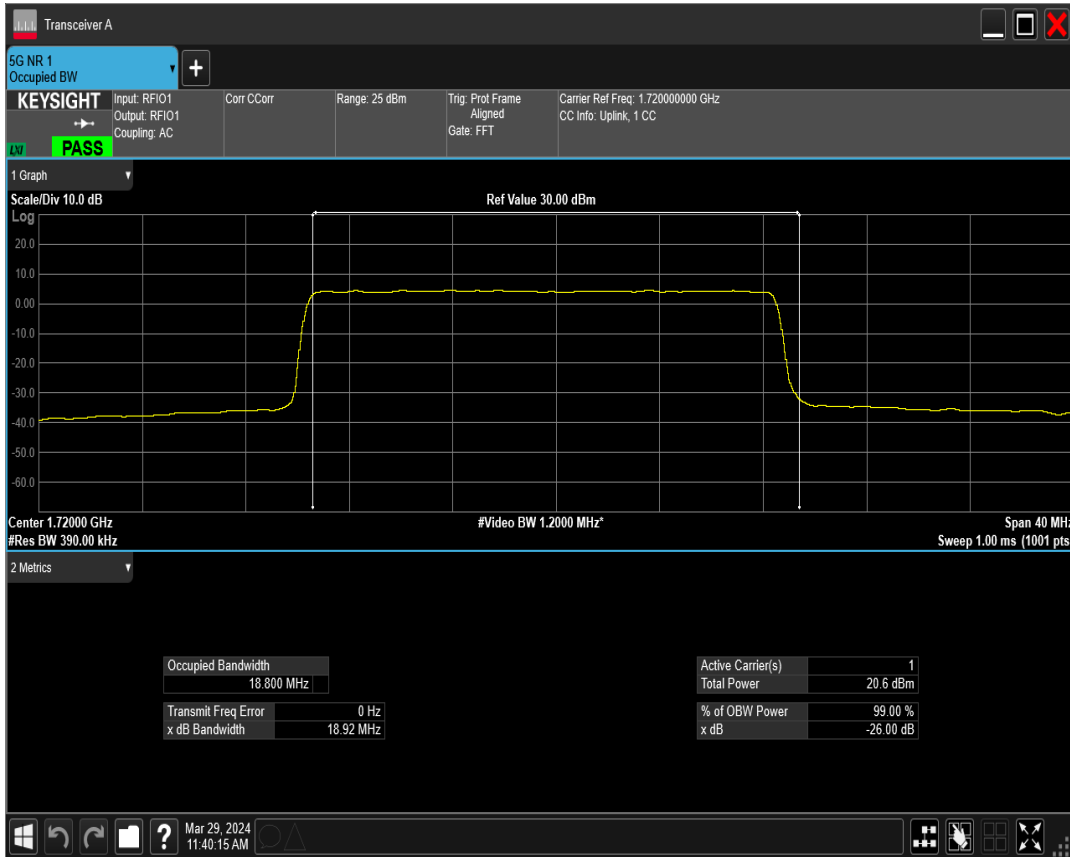 Transceiver A
5G NR 1
Occupied BW
KEYSIGHT
Input: RFIO1
Output: RFIO1
Coupling: AC
Corr CCorr
Range: 25 dBm
Trig: Prot Frame
Aligned
Gate: FFT
Carrier Ref Freq: 1.720000000 GHz
CC Info: Uplink, 1 CC
LXI
PASS
1 Graph
Scale/Div 10.0 dB
Ref Value 30.00 dBm
Log
20.0
10.0
0.00
-10.0
-20.0
-30.0
-40.0
-50.0
-60.0
Center 1.72000 GHz
#Video BW 1.2000 MHz*
Span 40 MHz
#Res BW 390.00 kHz
Sweep 1.00 ms (1001 pts
2 Metrics
Occupied Bandwidth
18.800 MHz
Transmit Freq Error 0 Hz
x dB Bandwidth 18.92 MHz
Active Carrier(s) 1
Total Power 20.6 dBm
% of OBW Power 99.00 %
x dB -26.00 dB
?
Mar 29, 2024
11:40:15 AM